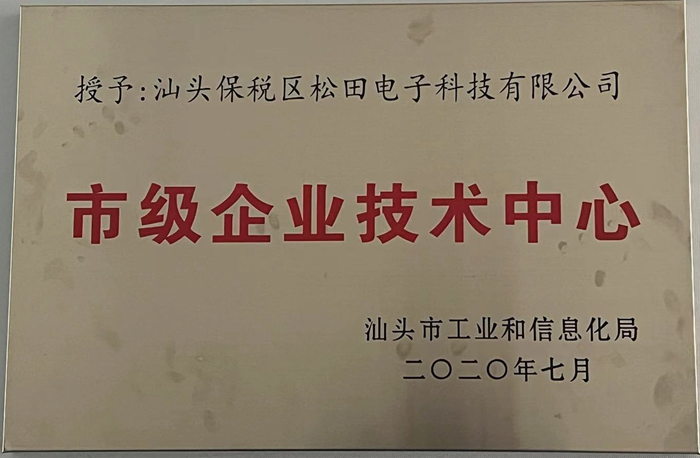 授予:汕头保税区松田电子科技有限公司
市级企业技术中心
汕头市工业和信息化局
二〇二〇年七月